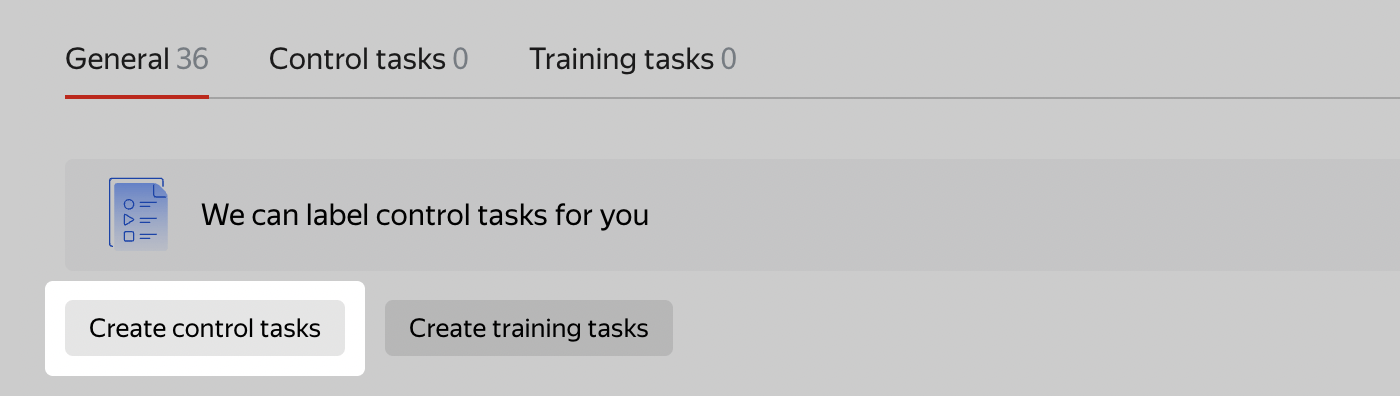 General 36 Control tasks 0 Training tasks 0
We can label control tasks for you
Create control tasks Create training tasks